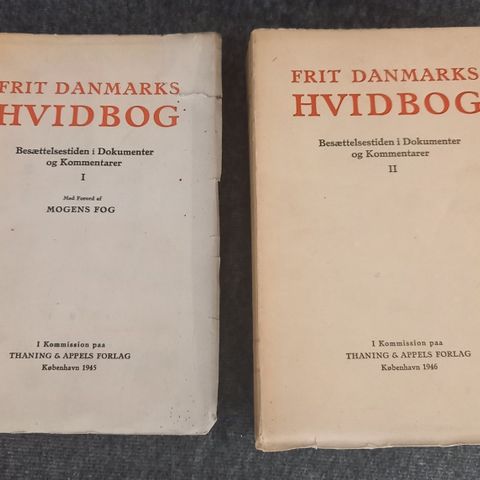 FRIT DANMARKS
HVIDBOG
Besættelsestiden i Dokumenter
og Kommentarer
I
Med Forord af
MOGENS FOG
I Kommission paa
THANING & APPELS FORLAG
København 1945
FRIT DANMARKS
HVIDBOG
Besættelsestiden i Dokumenter
og Kommentarer
II
I Kommission paa
THANING & APPELS FORLAG
København 1946